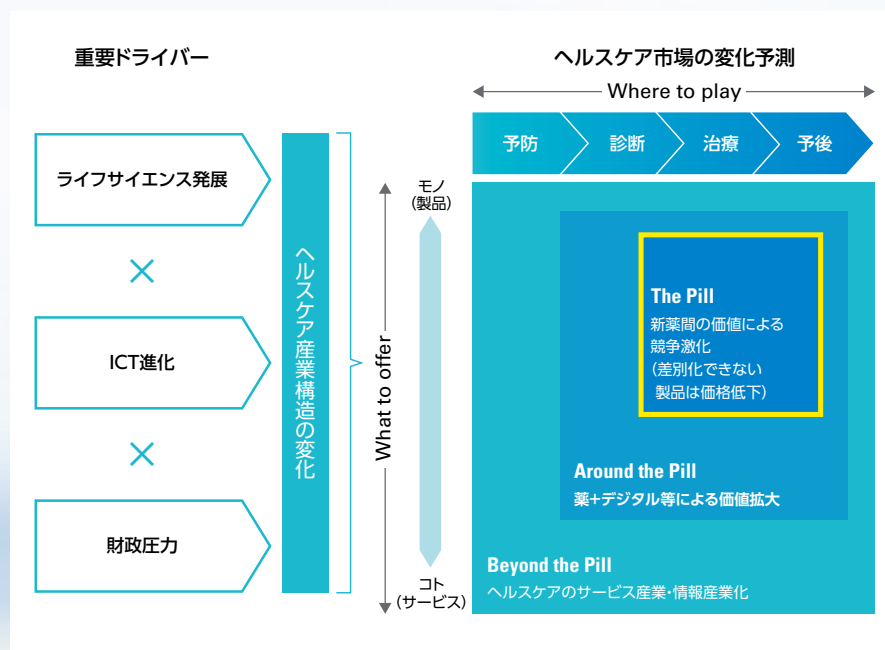 重要ドライバー
ライフサイエンス発展
×
ICT進化
×
財政圧力
ヘルスケア産業構造の変化
ヘルスケア市場の変化予測
Where to play
予防
診断
治療
予後
What to offer
モノ
(製品)
コト
(サービス)
The Pill
新薬間の価値による
競争激化
(差別化できない
製品は価格低下)
Around the Pill
薬+デジタル等による価値拡大
Beyond the Pill
ヘルスケアのサービス産業・情報産業化